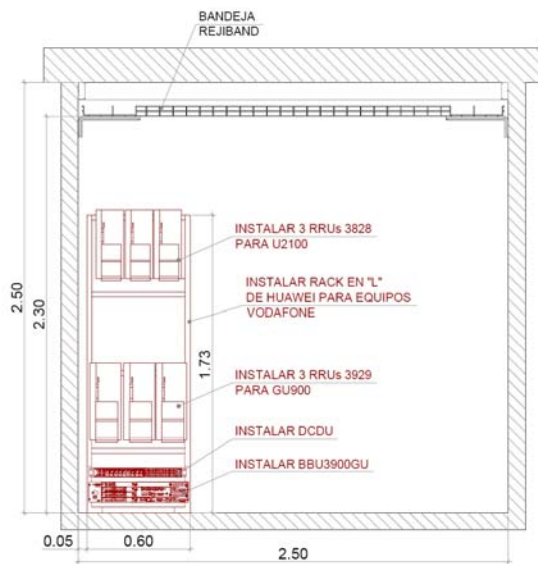 BANDEJA
REJIBAND
INSTALAR 3 RRUs 3828
PARA U2100
INSTALAR RACK EN "L"
DE HUAWEI PARA EQUIPOS
VODAFONE
2.50
2.30
1.73
INSTALAR 3 RRUs 3929
PARA GU900
INSTALAR DCDU
INSTALAR BBU3900GU
0.05
0.60
2.50